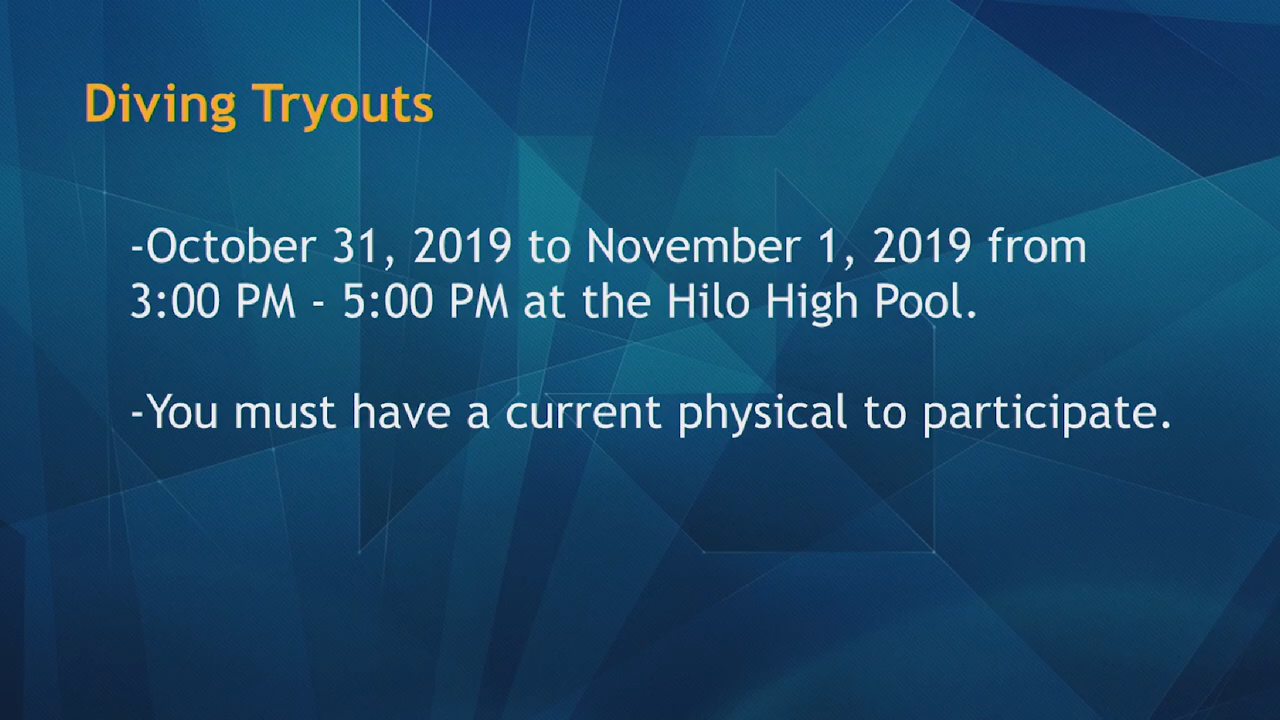 Diving Tryouts
-October 31, 2019 to November 1, 2019 from
3:00 PM - 5:00 PM at the Hilo High Pool.
-You must have a current physical to participate.